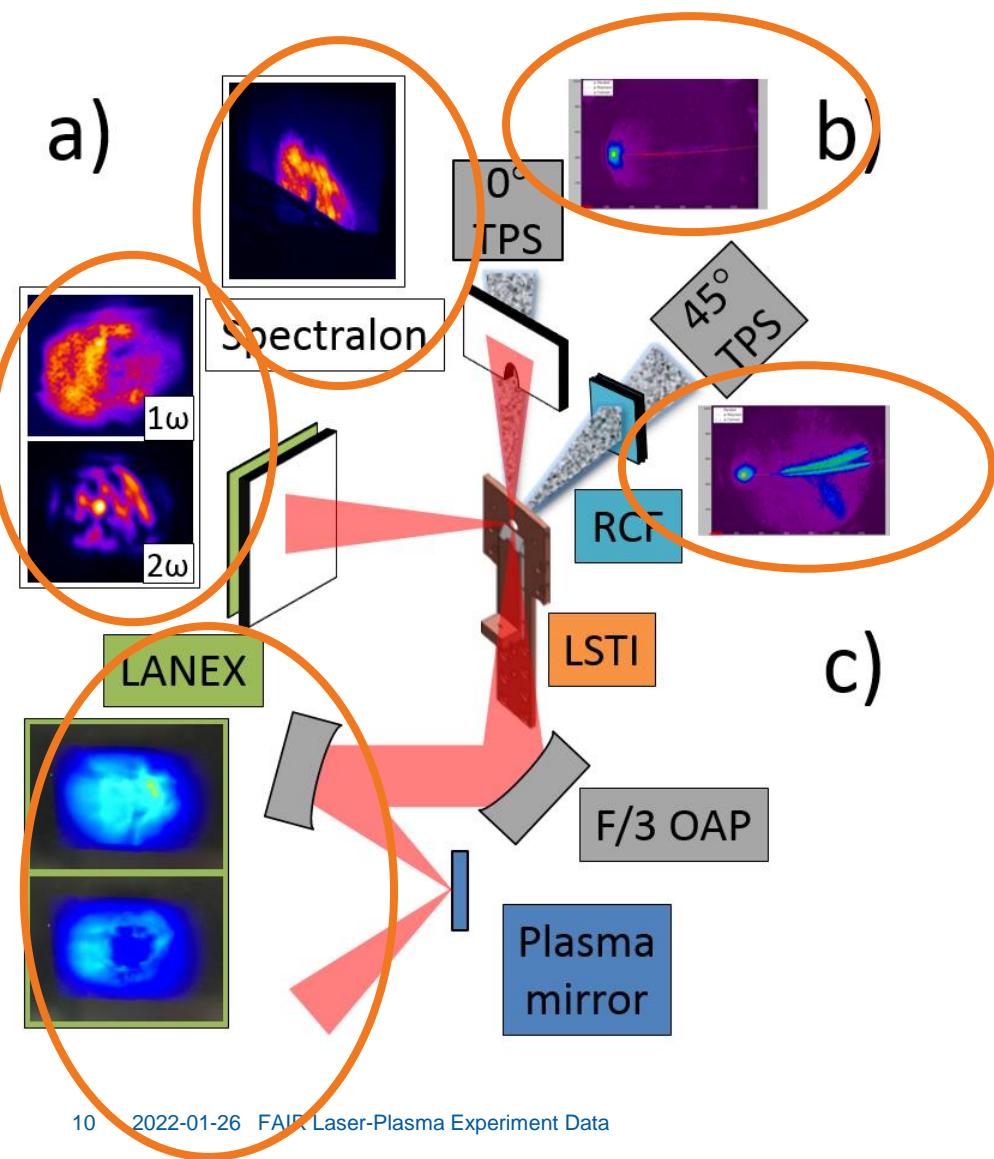 a)
b)
0°
TPS
45°
TPS
Spectralon
1ω
2ω
RCF
LANEX
LSTI
c)
F/3 OAP
Plasma
mirror
10 2022-01-26 FAIR Laser-Plasma Experiment Data